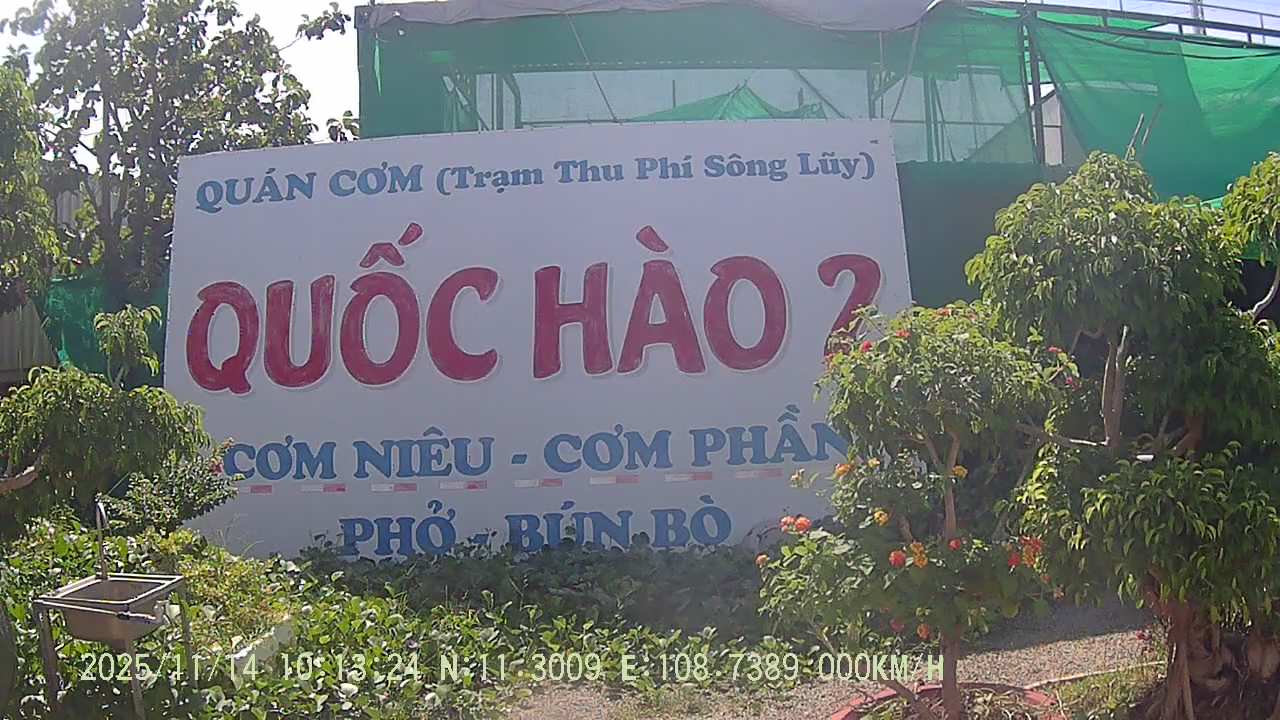 QUÁN CƠM (Trạm Thu Phí Sông Lũy)
QUỐC HÀO 2
CƠM NIÊU - CƠM PHẦN
PHỞ - BÚN BÒ
2025/11/14 10:13:24 N:11.3009 E:108.7389 000KM/H